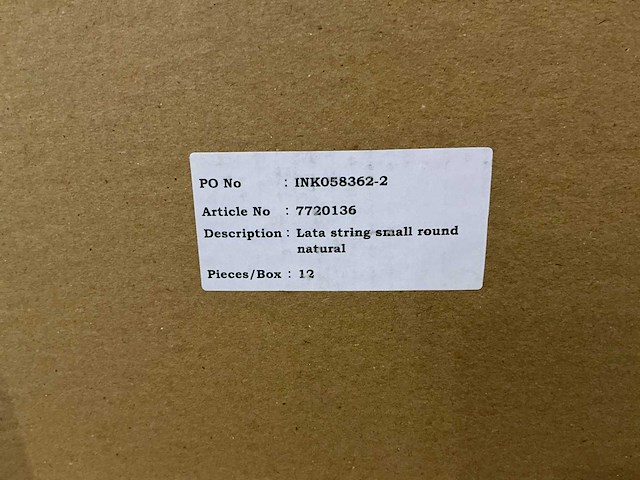 PO No : INK058362-2
Article No : 7720136
Description : Lata string small round
natural
Pieces/Box : 12